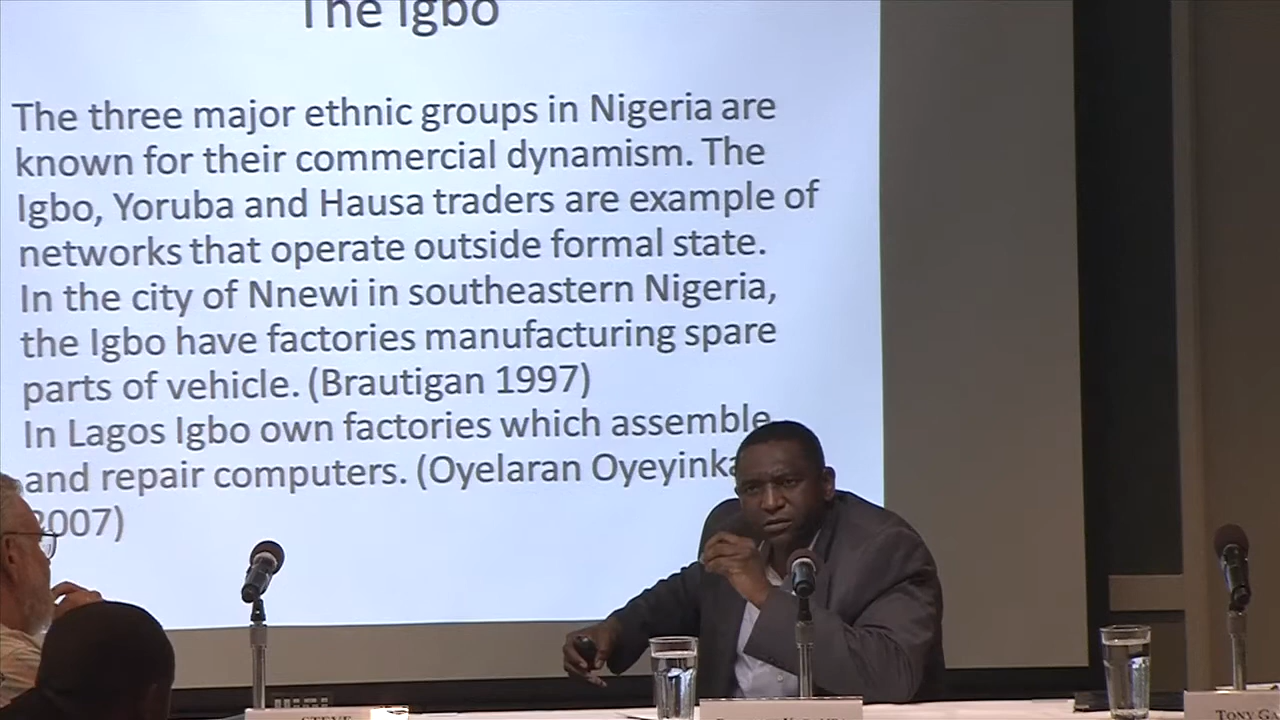 The Igbo
The three major ethnic groups in Nigeria are
known for their commercial dynamism. The
Igbo, Yoruba and Hausa traders are example of
networks that operate outside formal state.
In the city of Nnewi in southeastern Nigeria,
the Igbo have factories manufacturing spare
parts of vehicle. (Brautigan 1997)
In Lagos Igbo own factories which assemble
and repair computers. (Oyelaran Oyeyinka
2007)
STEVE
TONY GA